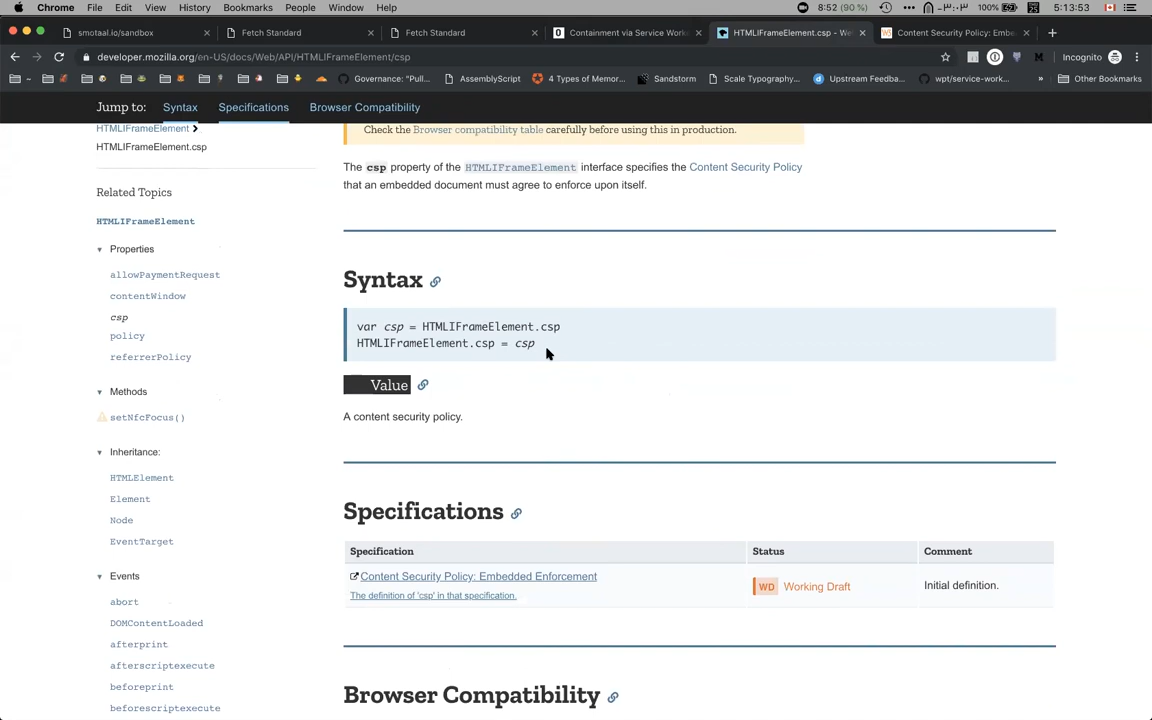 Chrome File Edit View History Bookmarks People Window Help 8:52 (90 %) 100% 5:13:53
smotaal.io/sandbox Fetch Standard Fetch Standard Containment via Service Work HTMLIFrameElement.csp - We Content Security Policy: Embed
developer.mozilla.org/en-US/docs/Web/API/HTMLIFrameElement/csp Incognito
Governance: "Pull... AssemblyScript 4 Types of Memor... Sandstorm Scale Typography... Upstream Feedba... wpt/service-work... » Other Bookmarks
Jump to: Syntax Specifications Browser Compatibility
HTMLIFrameElement
HTMLIFrameElement.csp
Related Topics
HTMLIFrameElement
Properties
allowPaymentRequest
contentWindow
csp
policy
referrerPolicy
Methods
setNfcFocus()
Inheritance:
HTMLElement
Element
Node
EventTarget
Events
abort
DOMContentLoaded
afterprint
afterscriptexecute
beforeprint
beforescriptexecute
Check the Browser compatibility table carefully before using this in production.
The csp property of the HTMLIFrameElement interface specifies the Content Security Policy
that an embedded document must agree to enforce upon itself.
Syntax
var csp = HTMLIFrameElement.csp
HTMLIFrameElement.csp = csp
Value
A content security policy.
Specifications
Specification Status Comment
Content Security Policy: Embedded Enforcement
The definition of 'csp' in that specification.
WD Working Draft
Initial definition.
Browser Compatibility